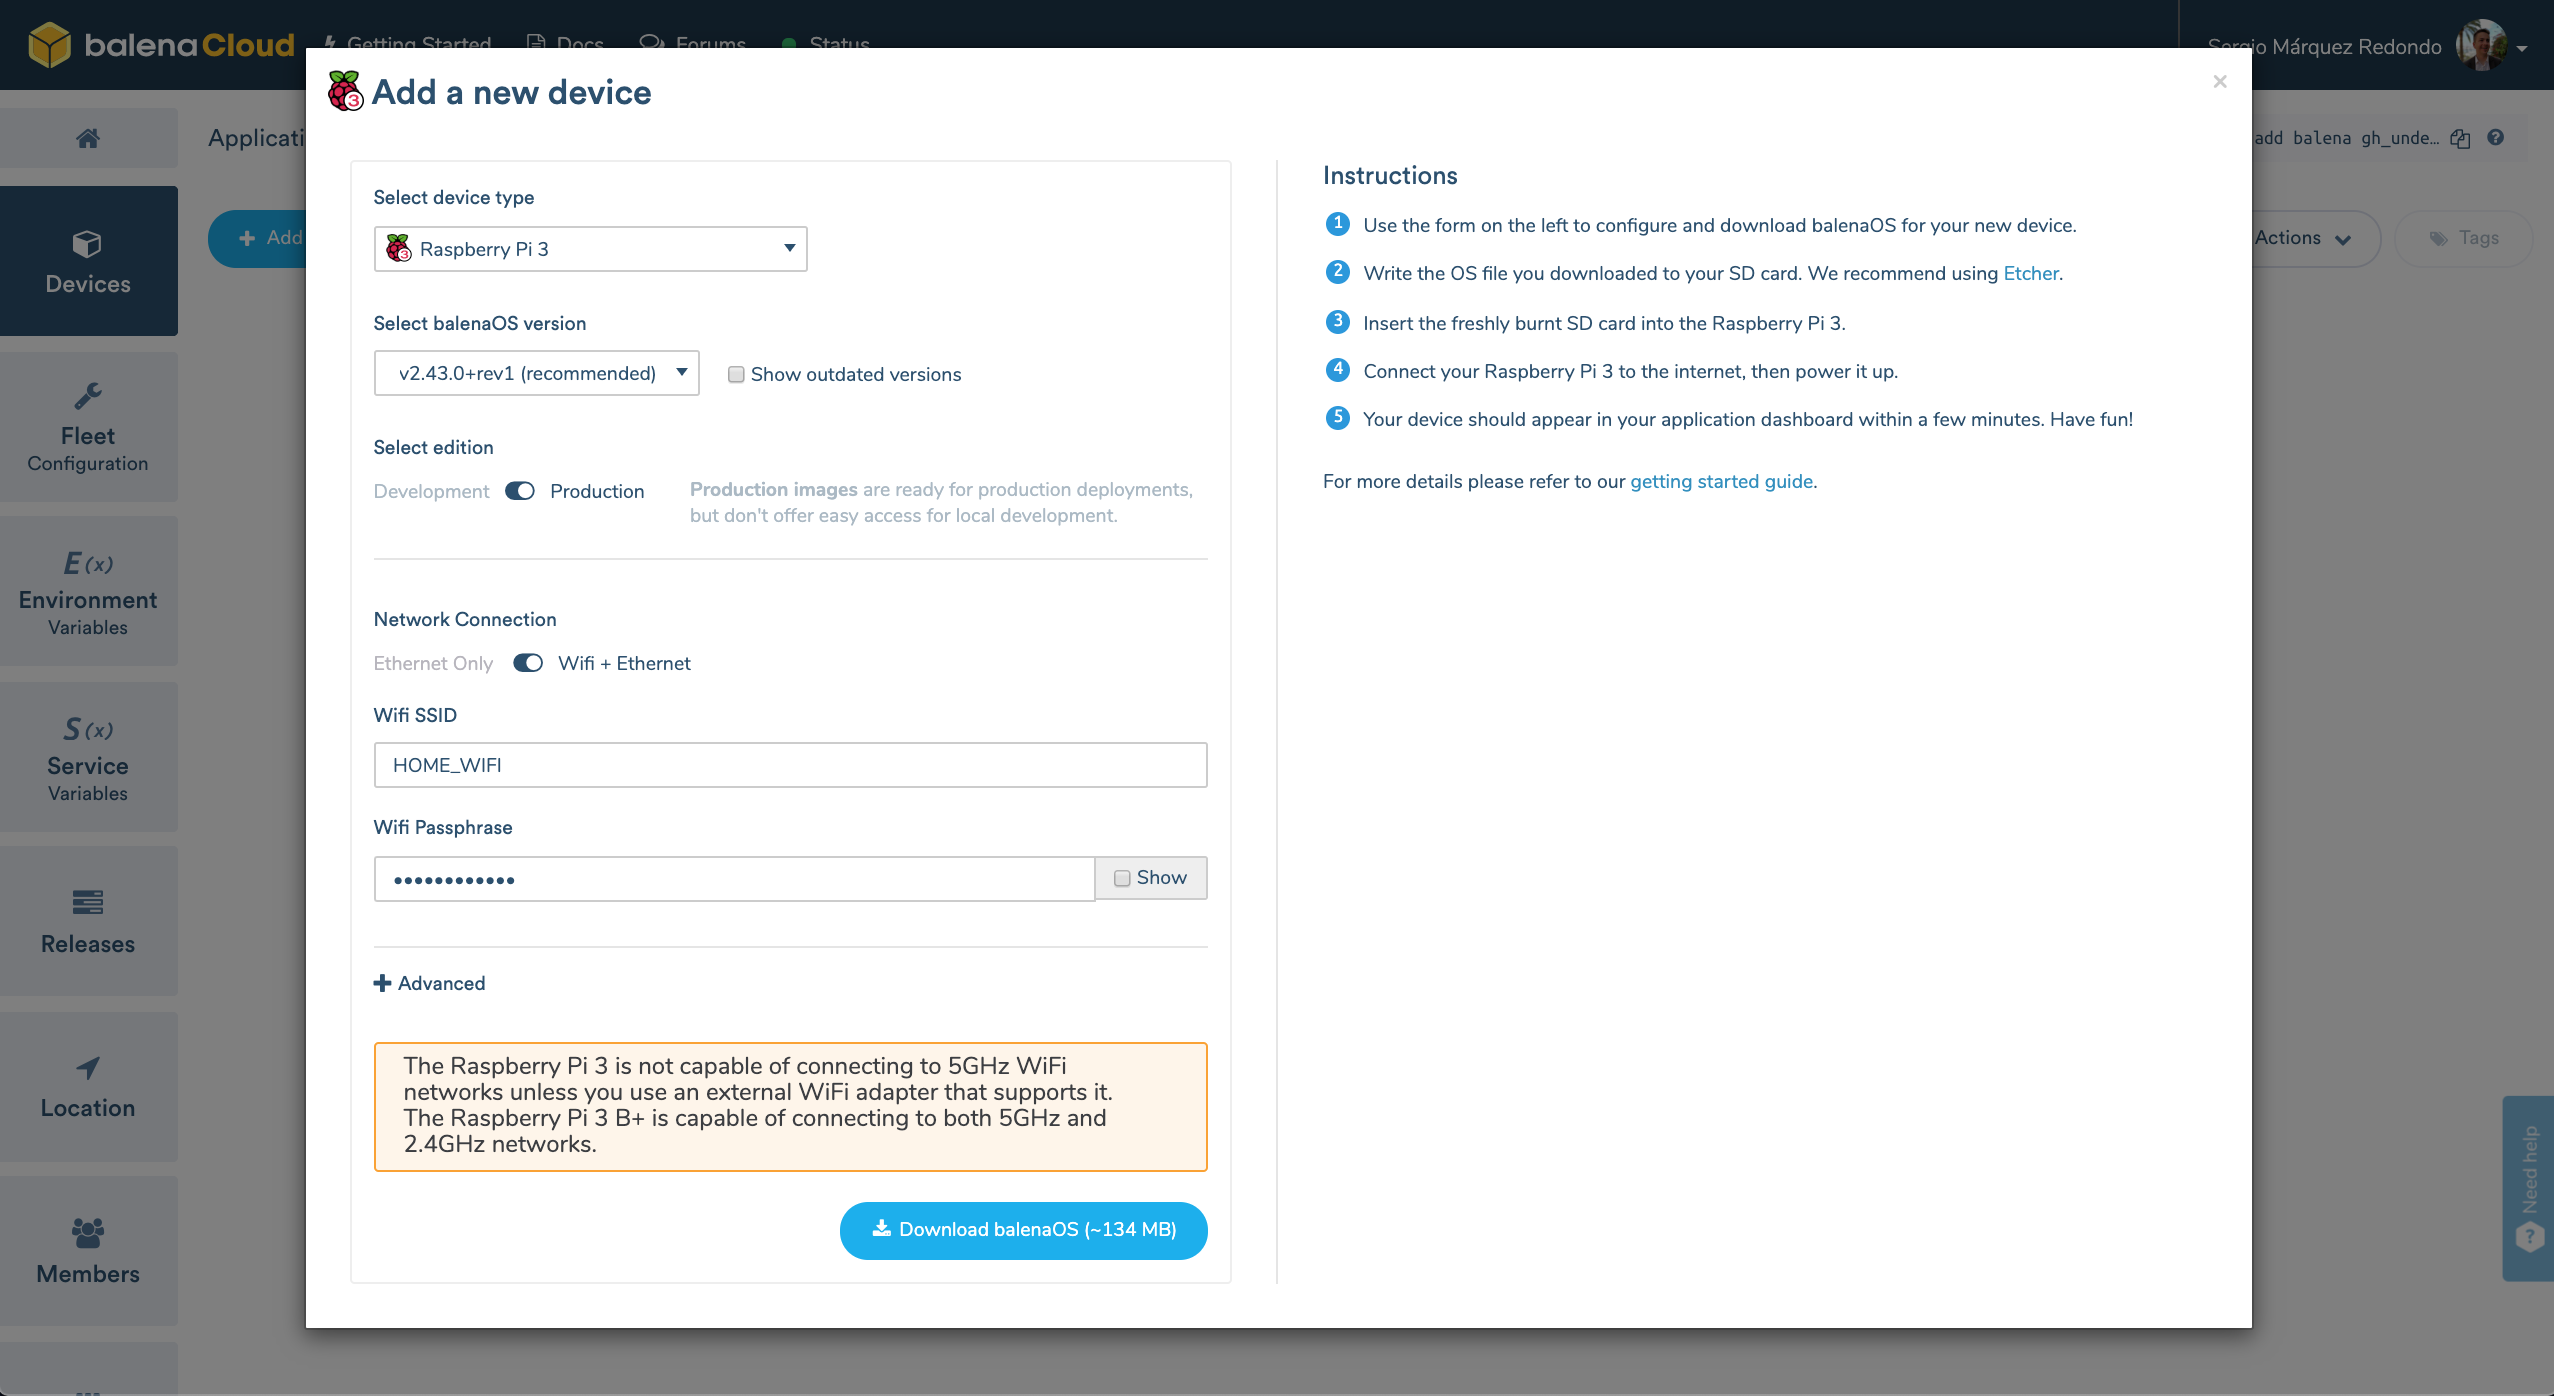 balenaCloud
Getting Started
Docs
Forums
Status
Sergio Márquez Redondo
Add a new device
×
Devices
Fleet
Configuration
E(x)
Environment
Variables
S(x)
Service
Variables
Releases
Location
Members
Applicati
+ Add
add balena gh_unde…
Actions
Tags
Select device type
Raspberry Pi 3
Select balenaOS version
v2.43.0+rev1 (recommended)
Show outdated versions
Select edition
Development
Production
Production images are ready for production deployments,
but don't offer easy access for local development.
Network Connection
Ethernet Only
Wifi + Ethernet
Wifi SSID
HOME_WIFI
Wifi Passphrase
••••••••••••
Show
+ Advanced
The Raspberry Pi 3 is not capable of connecting to 5GHz WiFi
networks unless you use an external WiFi adapter that supports it.
The Raspberry Pi 3 B+ is capable of connecting to both 5GHz and
2.4GHz networks.
Download balenaOS (~134 MB)
Instructions
1 Use the form on the left to configure and download balenaOS for your new device.
2 Write the OS file you downloaded to your SD card. We recommend using Etcher.
3 Insert the freshly burnt SD card into the Raspberry Pi 3.
4 Connect your Raspberry Pi 3 to the internet, then power it up.
5 Your device should appear in your application dashboard within a few minutes. Have fun!
For more details please refer to our getting started guide.
Need help
?